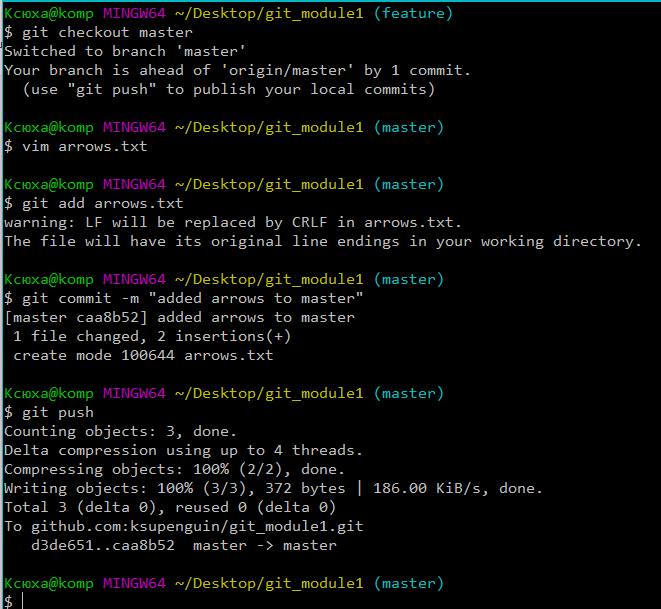 Ксюха@komp MINGW64 ~/Desktop/git_module1 (feature)
$ git checkout master
Switched to branch 'master'
Your branch is ahead of 'origin/master' by 1 commit.
  (use "git push" to publish your local commits)
Ксюха@komp MINGW64 ~/Desktop/git_module1 (master)
$ vim arrows.txt
Ксюха@komp MINGW64 ~/Desktop/git_module1 (master)
$ git add arrows.txt
warning: LF will be replaced by CRLF in arrows.txt.
The file will have its original line endings in your working directory.
Ксюха@komp MINGW64 ~/Desktop/git_module1 (master)
$ git commit -m "added arrows to master"
[master caa8b52] added arrows to master
 1 file changed, 2 insertions(+)
 create mode 100644 arrows.txt
Ксюха@komp MINGW64 ~/Desktop/git_module1 (master)
$ git push
Counting objects: 3, done.
Delta compression using up to 4 threads.
Compressing objects: 100% (2/2), done.
Writing objects: 100% (3/3), 372 bytes | 186.00 KiB/s, done.
Total 3 (delta 0), reused 0 (delta 0)
To github.com:ksupenguin/git_module1.git
   d3de651..caa8b52  master -> master
Ксюха@komp MINGW64 ~/Desktop/git_module1 (master)
$